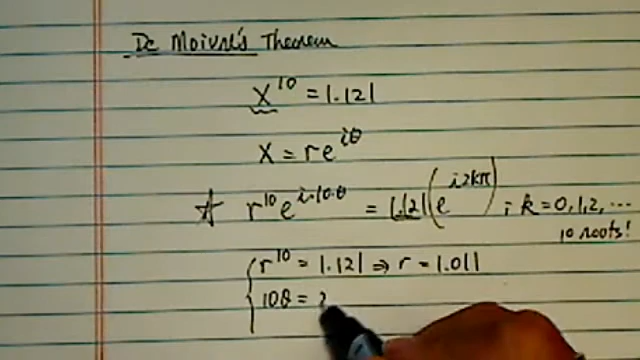 De Moivre's Theorem
x^10 = 1.121
x = re^iθ
☆ r^10 e^i·10·θ = 1.121(e^i2kπ) ; k = 0,1,2, ...
10 roots!
r^10 = 1.121 ⇒ r = 1.011
10θ = 2